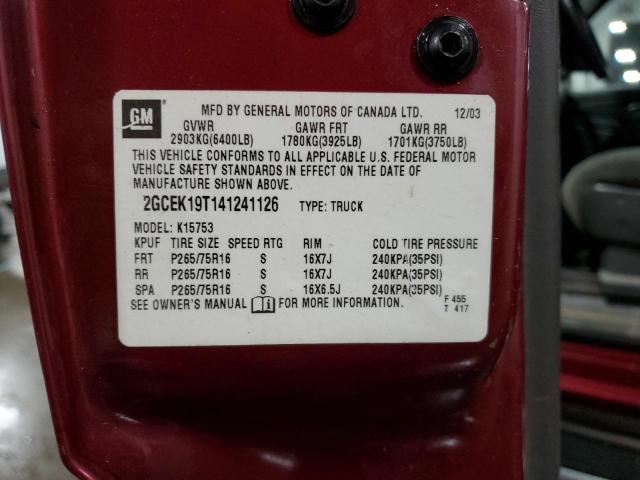 GM
MFD BY GENERAL MOTORS OF CANADA LTD. 12/03
GVWR GAWR FRT GAWR RR
2903KG(6400LB) 1780KG(3925LB) 1701KG(3750LB)
THIS VEHICLE CONFORMS TO ALL APPLICABLE U.S. FEDERAL MOTOR
VEHICLE SAFETY STANDARDS IN EFFECT ON THE DATE OF
MANUFACTURE SHOWN ABOVE.
2GCEK19T141241126 TYPE: TRUCK
MODEL: K15753
KPUF TIRE SIZE SPEED RTG RIM COLD TIRE PRESSURE
FRT P265/75R16 S 16X7J 240KPA(35PSI)
RR P265/75R16 S 16X7J 240KPA(35PSI)
SPA P265/75R16 S 16X6.5J 240KPA(35PSI)
SEE OWNER'S MANUAL FOR MORE INFORMATION. F 455
T 417